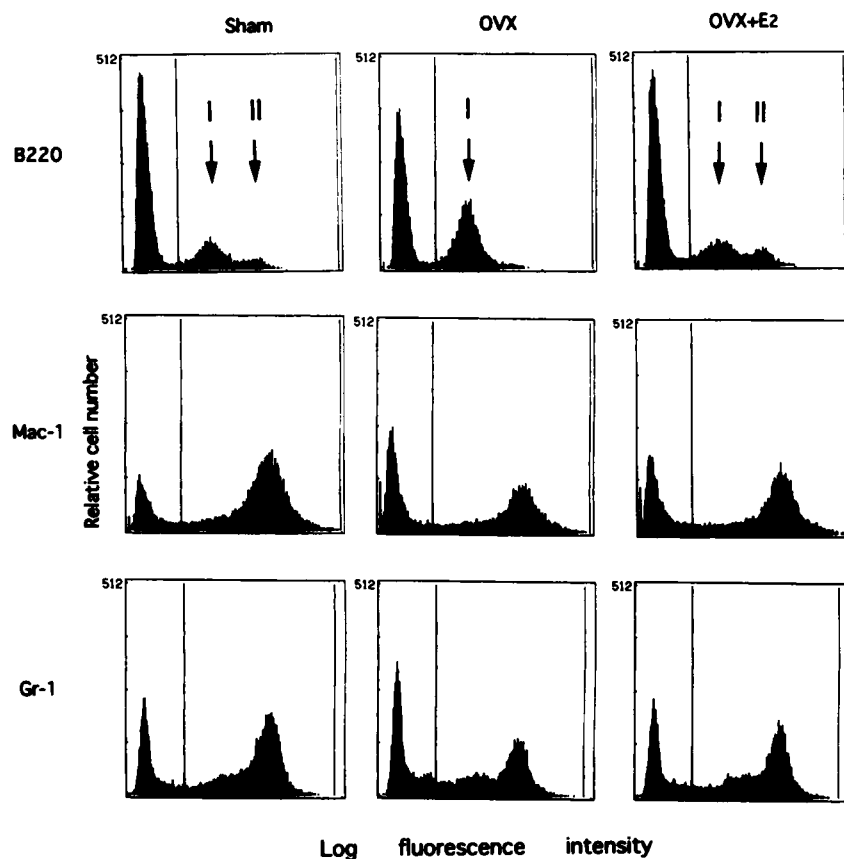 Sham OVX OVX+E2
512 512 512
I II I I II
B220
512 512 512
Mac-1
Relative cell number
512 512 512
Gr-1
Log fluorescence intensity